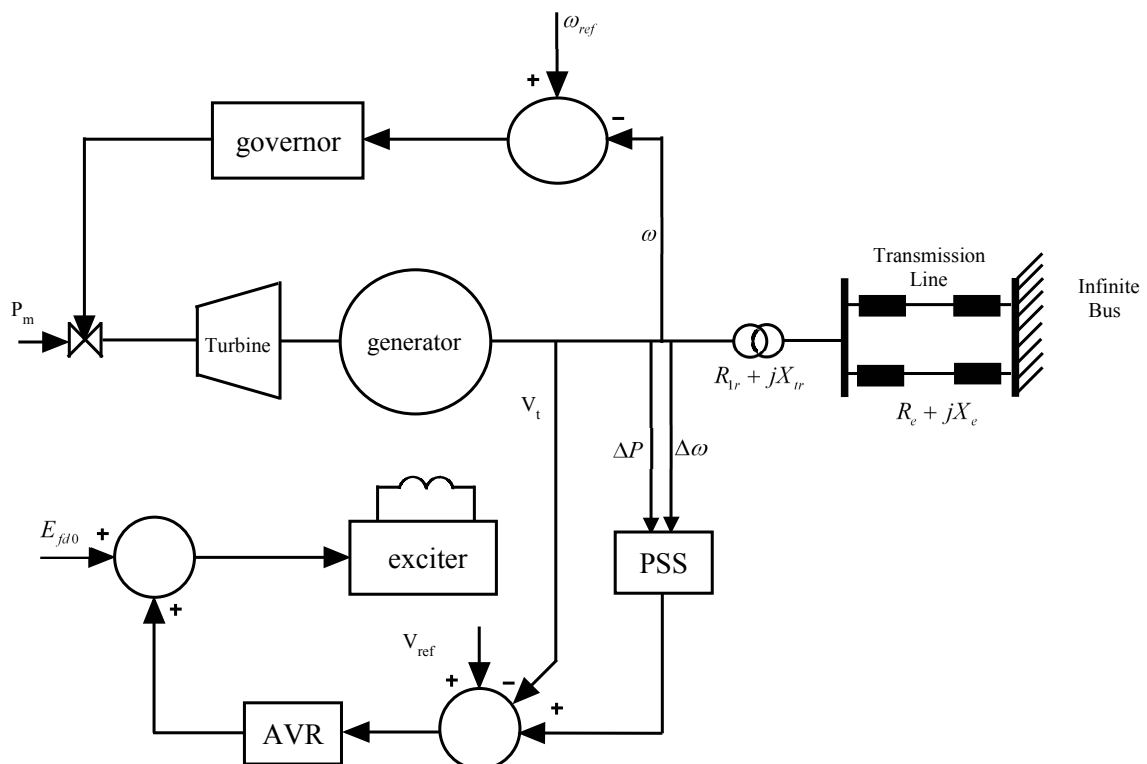 ω_ref
+
−
governor
ω
Transmission
Line
Infinite
Bus
P_m
Turbine
generator
R_1r + jX_tr
R_e + jX_e
V_t
ΔP
Δω
E_fd0
+
exciter
PSS
+
V_ref
+
−
+
AVR